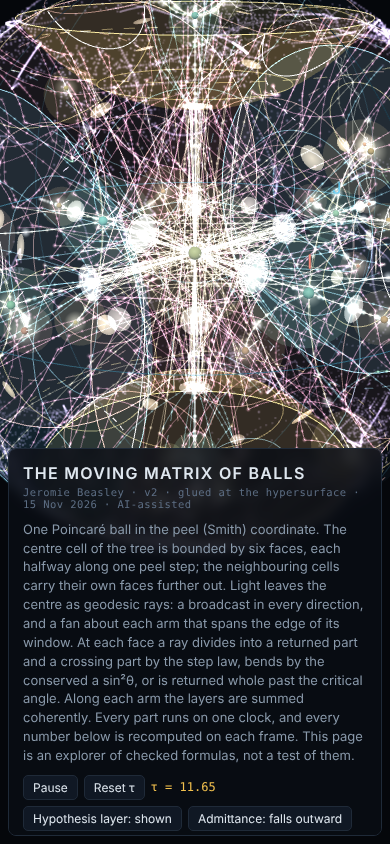 THE MOVING MATRIX OF BALLS
Jeromie Beasley · v2 · glued at the hypersurface ·
15 Nov 2026 · AI-assisted
One Poincaré ball in the peel (Smith) coordinate. The
centre cell of the tree is bounded by six faces, each
halfway along one peel step; the neighbouring cells
carry their own faces further out. Light leaves the
centre as geodesic rays: a broadcast in every direction,
and a fan about each arm that spans the edge of its
window. At each face a ray divides into a returned part
and a crossing part by the step law, bends by the
conserved a sin²θ, or is returned whole past the critical
angle. Along each arm the layers are summed
coherently. Every part runs on one clock, and every
number below is recomputed on each frame. This page
is an explorer of checked formulas, not a test of them.
Pause Reset τ τ = 11.65
Hypothesis layer: shown Admittance: falls outward